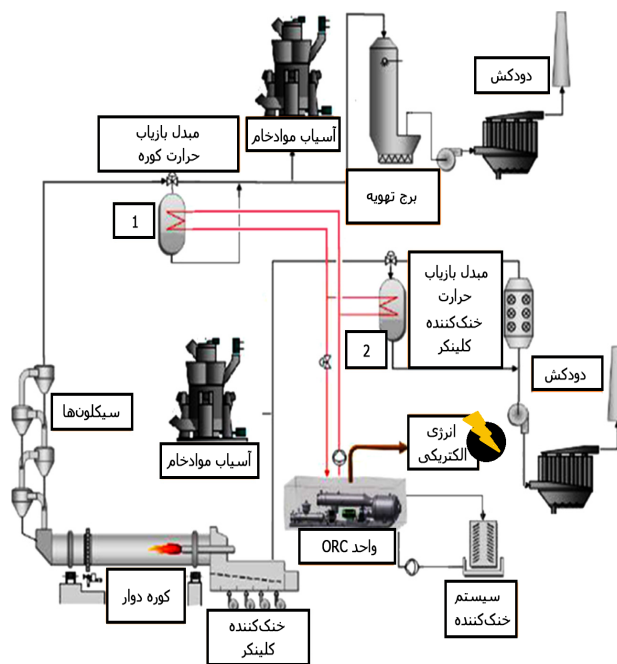 دودکش
آسیاب موادخام
مبدل بازیاب
حرارت کوره
برج تهویه
1
مبدل بازیاب
حرارت
خنک‌کننده
کلینکر
2
دودکش
سیکلون‌ها
آسیاب موادخام
انرژی
الکتریکی
واحد ORC
کوره دوار
خنک‌کننده
کلینکر
سیستم
خنک‌کننده